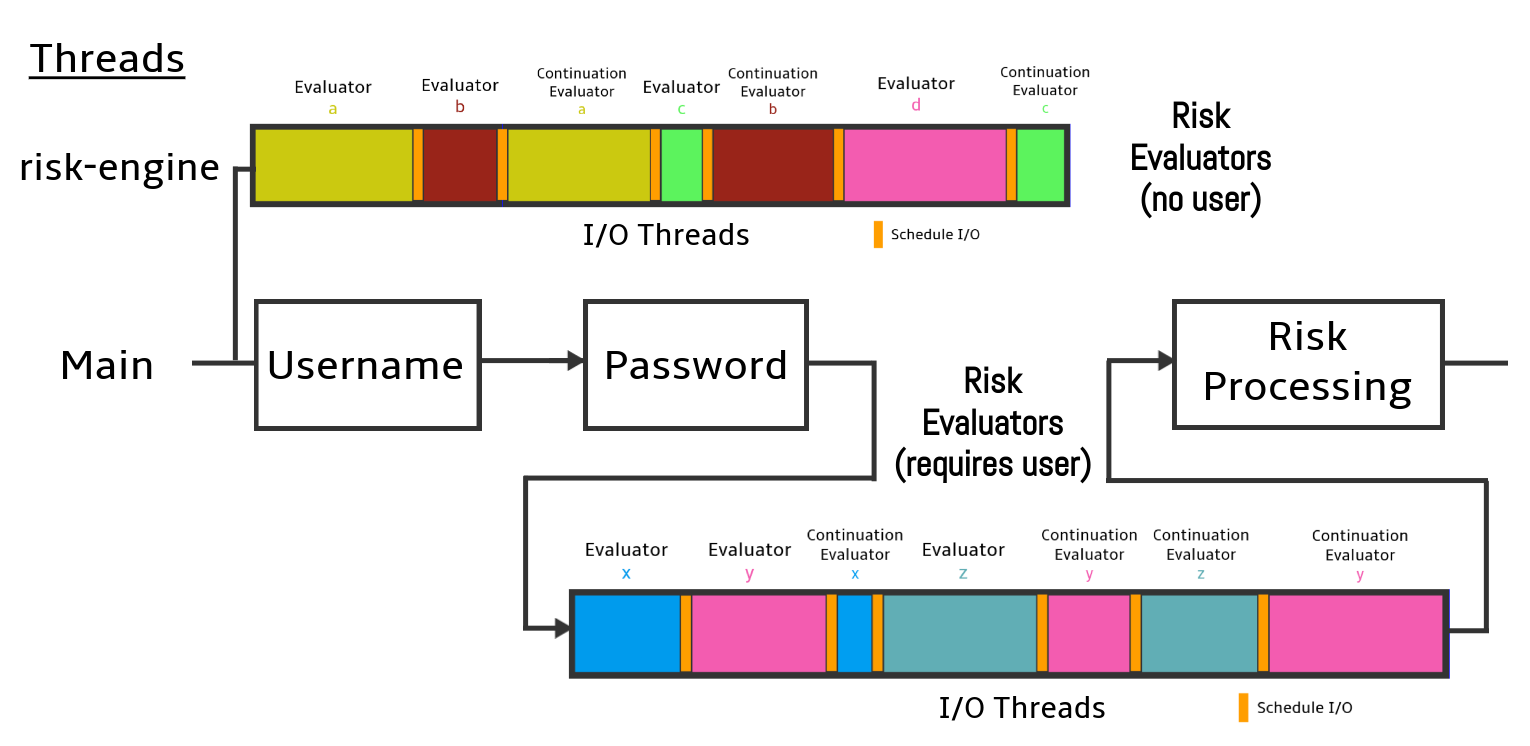 Threads
Evaluator
a
Evaluator
b
Continuation
Evaluator
a
Evaluator
c
Continuation
Evaluator
b
Evaluator
d
Continuation
Evaluator
c
risk-engine
Risk
Evaluators
(no user)
I/O Threads
Schedule I/O
Main
Username
Password
Risk
Evaluators
(requires user)
Risk
Processing
Evaluator
x
Evaluator
y
Continuation
Evaluator
x
Evaluator
z
Continuation
Evaluator
y
Continuation
Evaluator
z
Continuation
Evaluator
y
I/O Threads
Schedule I/O